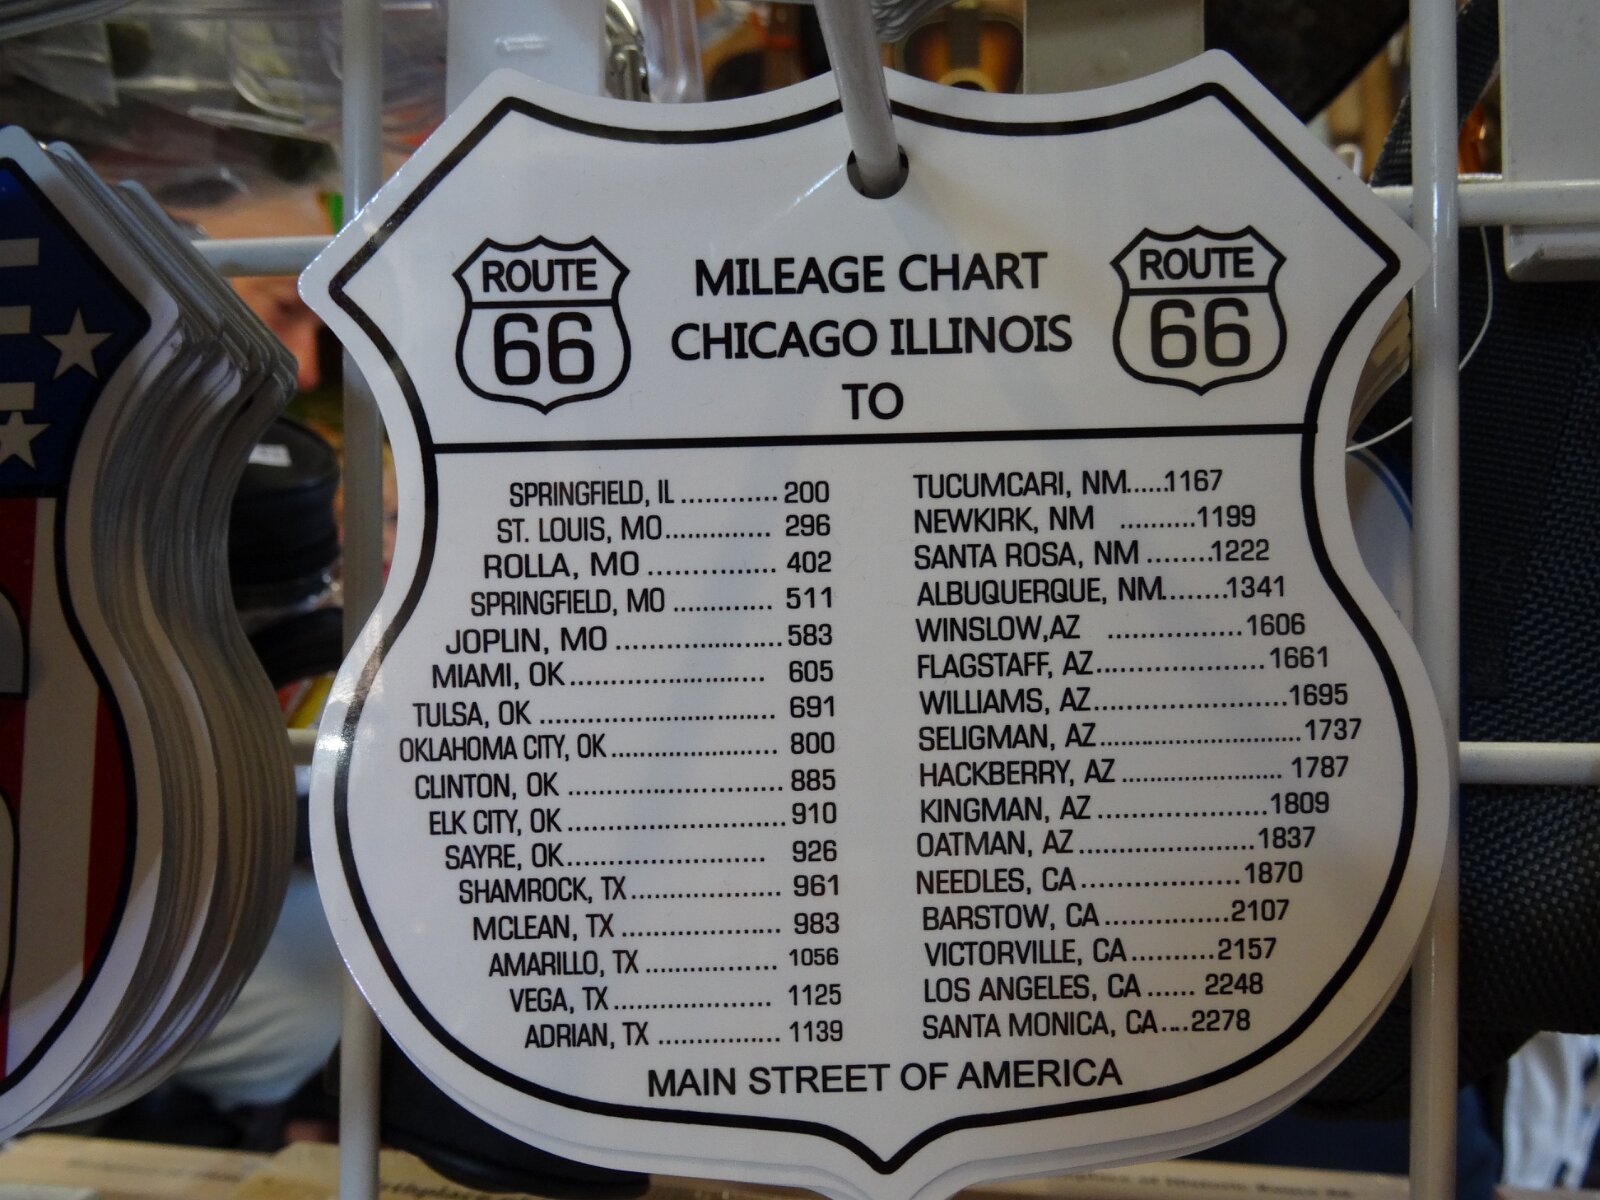 ROUTE
66
MILEAGE CHART
CHICAGO ILLINOIS
TO
ROUTE
66
SPRINGFIELD, IL ............ 200
ST. LOUIS, MO ............. 296
ROLLA, MO ................ 402
SPRINGFIELD, MO ............. 511
JOPLIN, MO ..................... 583
MIAMI, OK ........................ 605
TULSA, OK .............................. 691
OKLAHOMA CITY, OK ..................... 800
CLINTON, OK ........................... 885
ELK CITY, OK ........................... 910
SAYRE, OK ......................... 926
SHAMROCK, TX ................... 961
MCLEAN, TX .................... 983
AMARILLO, TX ................. 1056
VEGA, TX .................... 1125
ADRIAN, TX ................ 1139
TUCUMCARI, NM......1167
NEWKIRK, NM ..........1199
SANTA ROSA, NM ........1222
ALBUQUERQUE, NM........1341
WINSLOW,AZ .................1606
FLAGSTAFF, AZ......................1661
WILLIAMS, AZ.........................1695
SELIGMAN, AZ.............................1737
HACKBERRY, AZ ..................... 1787
KINGMAN, AZ ......................1809
OATMAN, AZ .......................1837
NEEDLES, CA .....................1870
BARSTOW, CA ................2107
VICTORVILLE, CA ...........2157
LOS ANGELES, CA ...... 2248
SANTA MONICA, CA ....2278
MAIN STREET OF AMERICA